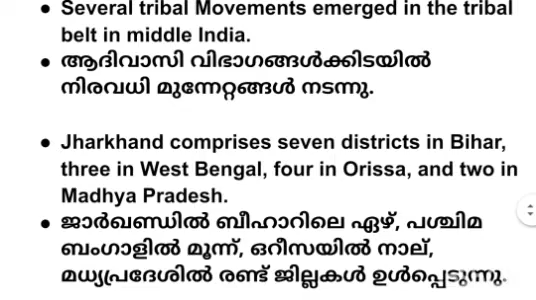 ● Several tribal Movements emerged in the tribal
belt in middle India.
● ആദിവാസി വിഭാഗങ്ങൾക്കിടയിൽ
നിരവധി മുന്നേറ്റങ്ങൾ നടന്നു.
● Jharkhand comprises seven districts in Bihar,
three in West Bengal, four in Orissa, and two in
Madhya Pradesh.
● ജാർഖണ്ഡിൽ ബീഹാറിലെ ഏഴ്, പശ്ചിമ
ബംഗാളിൽ മൂന്ന്, ഒറീസയിൽ നാല്,
മധ്യപ്രദേശിൽ രണ്ട് ജില്ലകൾ ഉൾപ്പെടുന്നു.